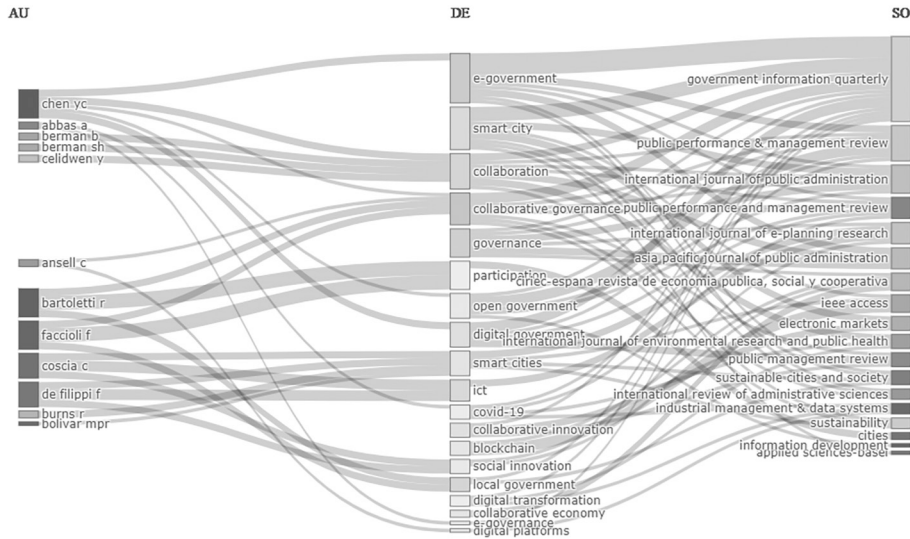 AU
DE
SO
chen yc
abbas a
berman b
berman sh
celidwen y
ansell c
bartoletti r
faccioli f
coscia c
de filippi f
burns r
bolivar mpr
e-government
smart city
collaboration
collaborative governance
governance
participation
open government
digital government
smart cities
ict
covid-19
collaborative innovation
blockchain
social innovation
local government
digital transformation
collaborative economy
e-governance
digital platforms
government information quarterly
public performance & management review
international journal of public administration
public performance and management review
international journal of e-planning research
asia pacific journal of public administration
ciriec-espana revista de economia publica, social y cooperativa
ieee access
electronic markets
international journal of environmental research and public health
public management review
sustainable cities and society
international review of administrative sciences
industrial management & data systems
sustainability
cities
information development
applied sciences-basel